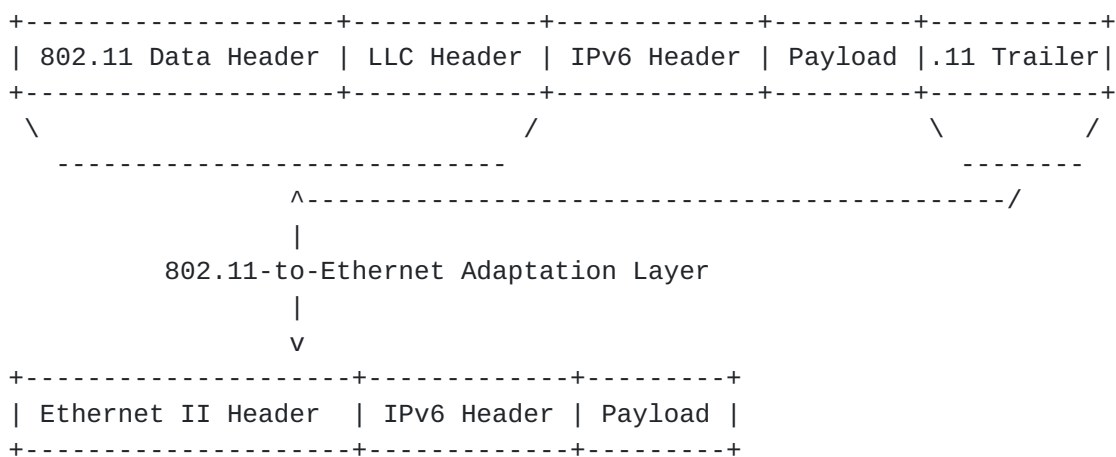 +--------------------+------------+-------------+---------+-----------+
| 802.11 Data Header | LLC Header | IPv6 Header | Payload |.11 Trailer|
+--------------------+------------+-------------+---------+-----------+
 \                               /                         \         /
   -----------------------------                             --------
                  ^---------------------------------------------/
                  |
          802.11-to-Ethernet Adaptation Layer
                  |
                  v
+---------------------+-------------+---------+
| Ethernet II Header  | IPv6 Header | Payload |
+---------------------+-------------+---------+